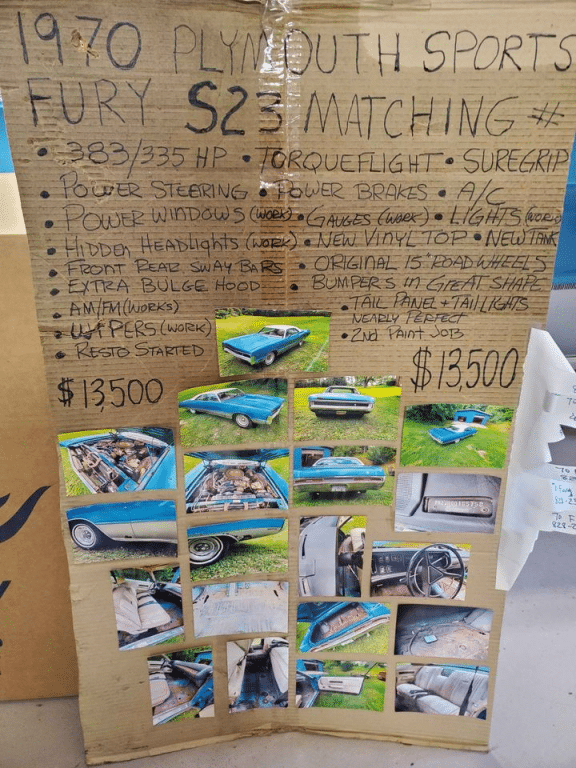 1970 PLYMOUTH SPORTS
FURY S23 MATCHING #
• 383/335 HP • TORQUEFLIGHT • SUREGRIP
• POWER STEERING • POWER BRAKES • A/C
• POWER WINDOWS (WORK) • GAUGES (WORK) • LIGHTS (WORK)
• HIDDEN HEADLIGHTS (WORK) • NEW VINYL TOP • NEW TANK
• FRONT REAR SWAY BARS • ORIGINAL 15" ROAD WHEELS
• EXTRA BULGE HOOD • BUMPERS IN GREAT SHAPE
• AM/FM (WORKS) • TAIL PANEL + TAIL LIGHTS
NEARLY PERFECT
• WIPERS (WORK) • 2nd PAINT JOB
• RESTO STARTED
$13,500 $13,500